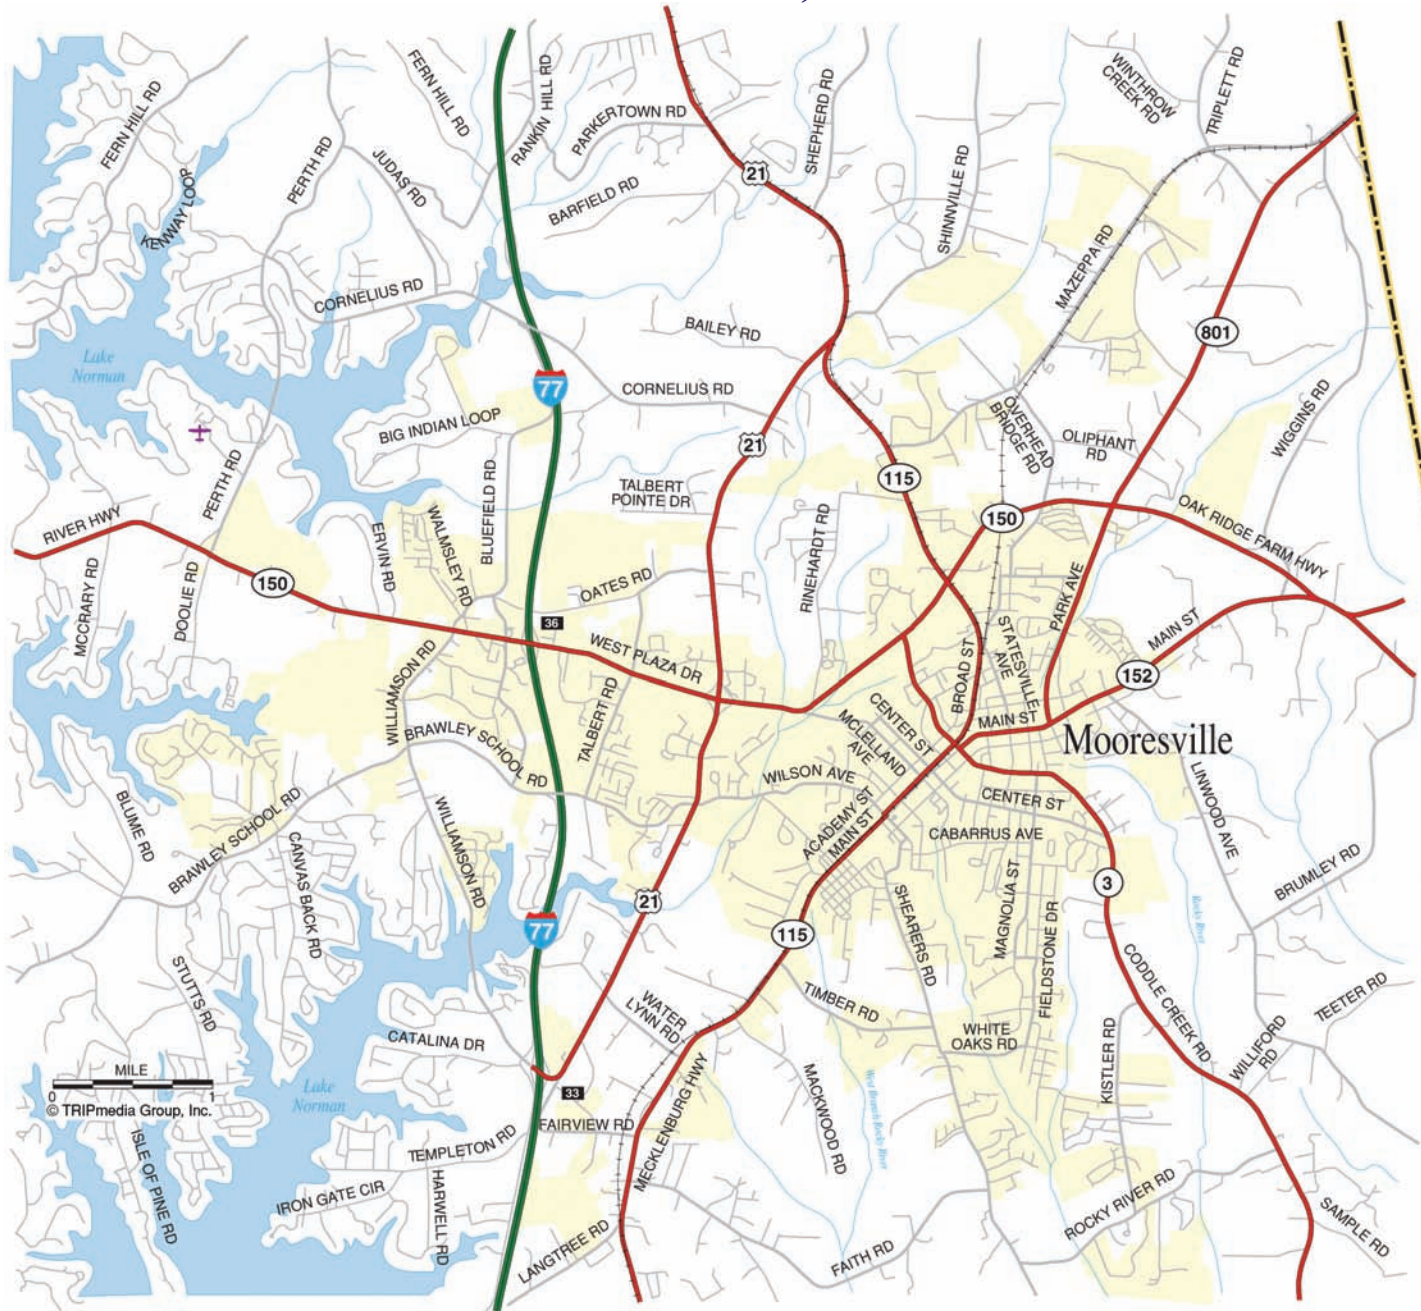 FERN HILL RD
FERN HILL RD
RANKIN HILL RD
PARKERTOWN RD
SHEPHERD RD
WINTHROW
CREEK RD
TRIPLETT RD
PERTH RD
JUDAS RD
21
BARFIELD RD
SHINNVILLE RD
KENWAY LOOP
MAZEPPA RD
CORNELIUS RD
BAILEY RD
801
Lake
Norman
77
CORNELIUS RD
BIG INDIAN LOOP
OVERHEAD
BRIDGE RD
WIGGINS RD
OLIPHANT
RD
21
PERTH RD
BLUEFIELD RD
TALBERT
POINTE DR
115
RIVER HWY
WALMSLEY RD
ERVIN RD
RINEHARDT RD
150
OAK RIDGE FARM HWY
MCCRARY RD
DOOLIE RD
150
OATES RD
PARK AVE
36
WEST PLAZA DR
STATESVILLE
AVE
MAIN ST
152
WILLIAMSON RD
TALBERT RD
BROAD ST
CENTER ST
MCLELLAND
AVE
MAIN ST
Mooresville
BRAWLEY SCHOOL RD
WILSON AVE
LINWOOD AVE
BLUME RD
BRAWLEY SCHOOL RD
WILLIAMSON RD
ACADEMY ST
MAIN ST
CENTER ST
CABARRUS AVE
CANVAS BACK RD
BRUMLEY RD
21
SHEARERS RD
MAGNOLIA ST
3
77
115
FIELDSTONE DR
Rocky River
STUTTS RD
WATER
LYNN RD
TIMBER RD
CODDLE CREEK RD
TEETER RD
CATALINA DR
WHITE
OAKS RD
WILLIFORD
RD
MILE
0 1
© TRIPmedia Group, Inc.
Lake
Norman
33
MECKLENBURG HWY
MACKWOOD RD
West Branch Rocky River
KISTLER RD
FAIRVIEW RD
ISLE OF PINE RD
TEMPLETON RD
IRON GATE CIR
HARWELL RD
ROCKY RIVER RD
SAMPLE RD
LANGTREE RD
FAITH RD